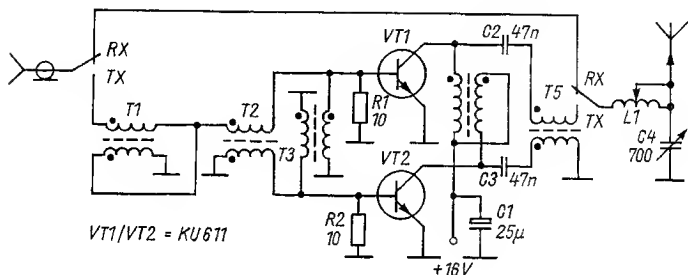 VT1
C2 47n
RX
TX
R1
10
T5
RX
TX
L1
T1
T2
T3
C4
700
VT2
C3 47n
R2
10
C1
25µ
VT1/VT2 = KU611
+16V